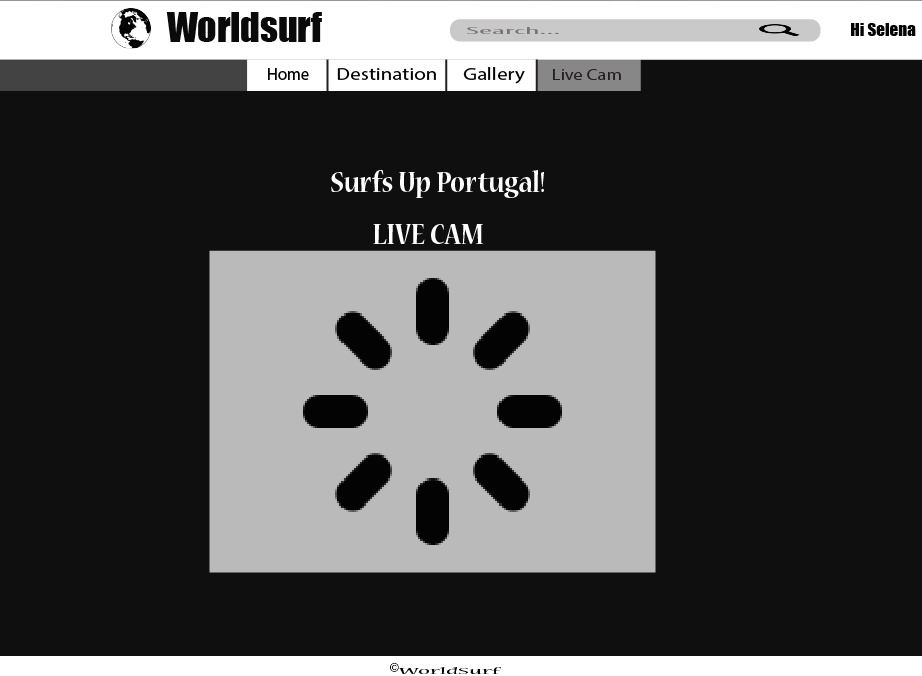 Worldsurf
Search...
Hi Selena
Home
Destination
Gallery
Live Cam
Surfs Up Portugal!
LIVE CAM
©WorldSurf